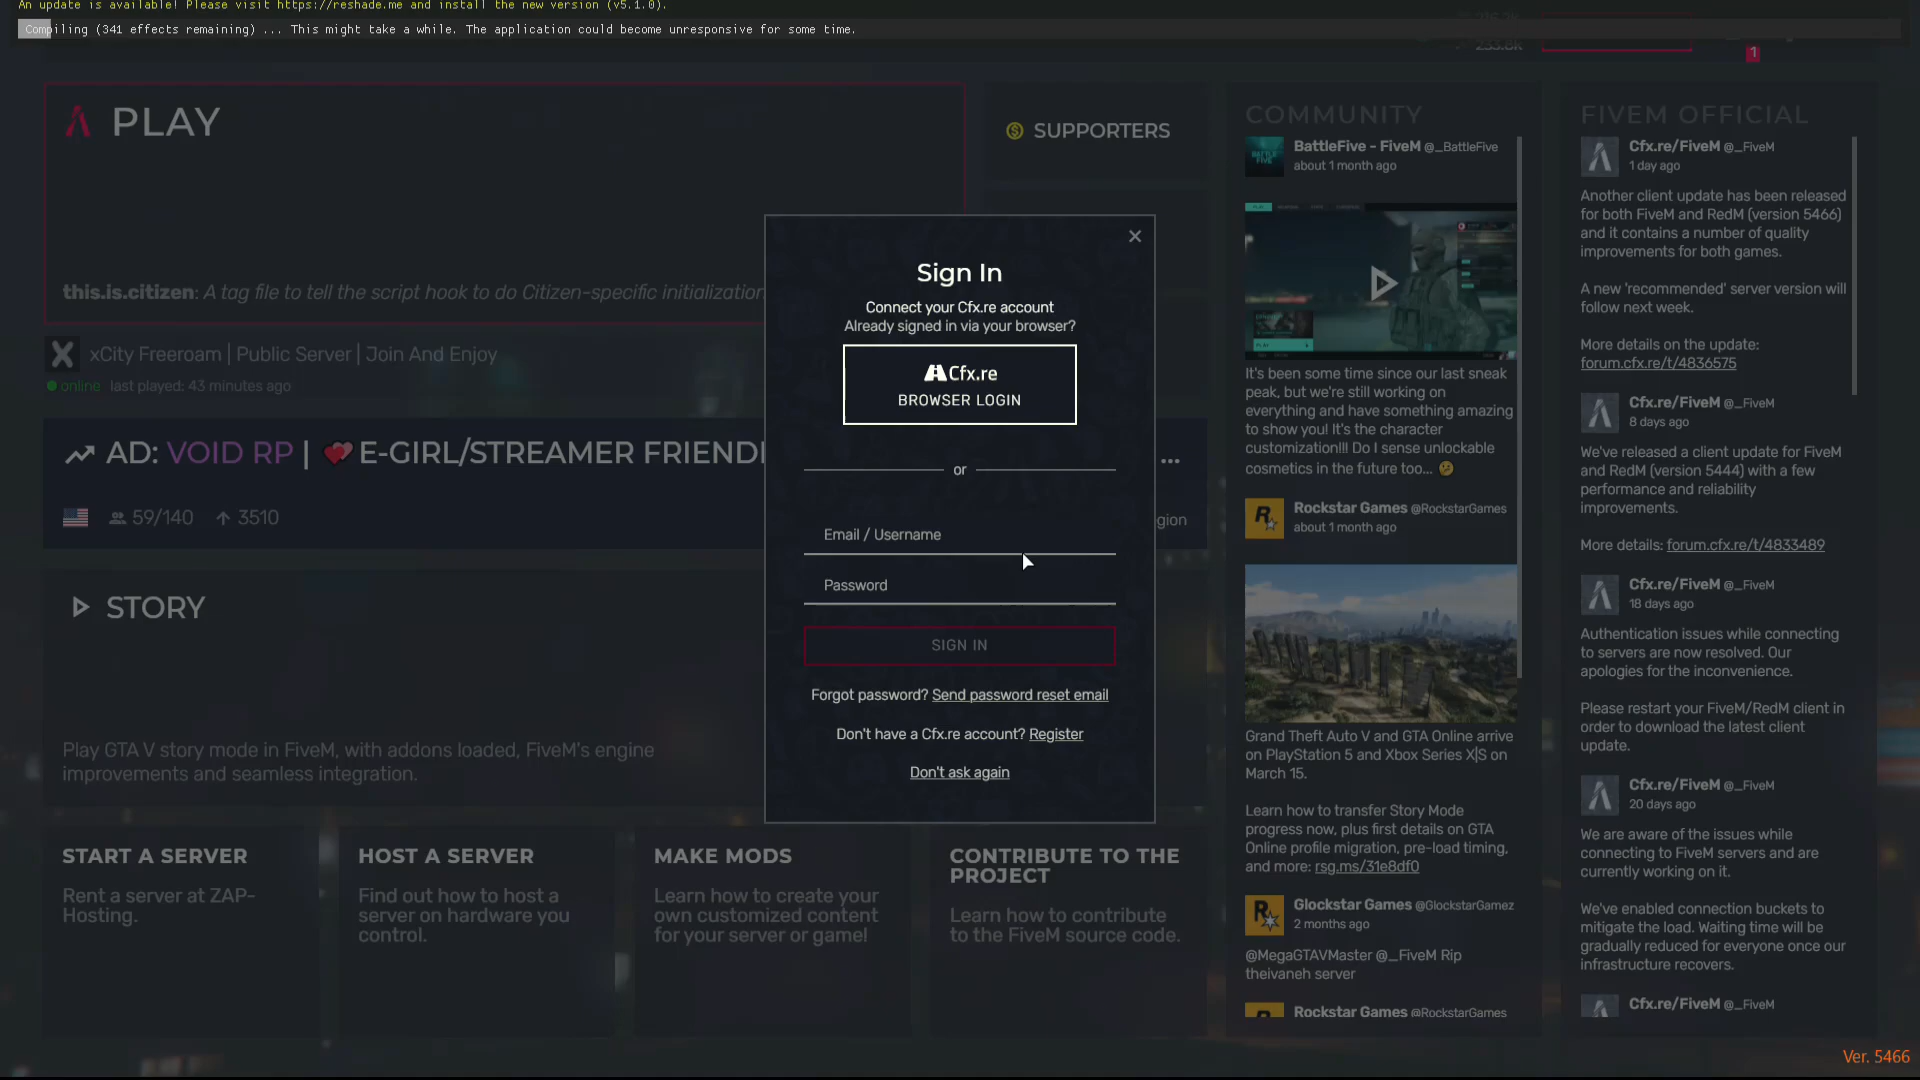 An update is available! Please visit https://reshade.me and install the new version (v5.1.0).
Compiling (341 effects remaining) ... This might take a while. The application could become unresponsive for some time.
1
PLAY
this.is.citizen: A tag file to tell the script hook to do Citizen-specific initialization
xCity Freeroam | Public Server | Join And Enjoy
online last played: 43 minutes ago
AD: VOID RP | ❤️ E-GIRL/STREAMER FRIENDL
59/140 3510
gion
STORY
Play GTA V story mode in FiveM, with addons loaded, FiveM's engine
improvements and seamless integration.
START A SERVER
Rent a server at ZAP-
Hosting.
HOST A SERVER
Find out how to host a
server on hardware you
control.
MAKE MODS
Learn how to create your
own customized content
for your server or game!
CONTRIBUTE TO THE
PROJECT
Learn how to contribute
to the FiveM source code.
SUPPORTERS
Sign In
Connect your Cfx.re account
Already signed in via your browser?
Cfx.re
BROWSER LOGIN
or
Email / Username
Password
SIGN IN
Forgot password? Send password reset email
Don't have a Cfx.re account? Register
Don't ask again
COMMUNITY
BattleFive - FiveM @_BattleFive
about 1 month ago
It's been some time since our last sneak
peak, but we're still working on
everything and have something amazing
to show you! It's the character
customization!!! Do I sense unlockable
cosmetics in the future too... 🤔
Rockstar Games @RockstarGames
about 1 month ago
Grand Theft Auto V and GTA Online arrive
on PlayStation 5 and Xbox Series X|S on
March 15.
Learn how to transfer Story Mode
progress now, plus first details on GTA
Online profile migration, pre-load timing,
and more: rsg.ms/31e8df0
Glockstar Games @GlockstarGamez
2 months ago
@MegaGTAVMaster @_FiveM Rip
theivaneh server
Rockstar Games @RockstarGames
FIVEM OFFICIAL
Cfx.re/FiveM @_FiveM
1 day ago
Another client update has been released
for both FiveM and RedM (version 5466)
and it contains a number of quality
improvements for both games.
A new 'recommended' server version will
follow next week.
More details on the update:
forum.cfx.re/t/4836575
Cfx.re/FiveM @_FiveM
8 days ago
We've released a client update for FiveM
and RedM (version 5444) with a few
performance and reliability
improvements.
More details: forum.cfx.re/t/4833489
Cfx.re/FiveM @_FiveM
18 days ago
Authentication issues while connecting
to servers are now resolved. Our
apologies for the inconvenience.
Please restart your FiveM/RedM client in
order to download the latest client
update.
Cfx.re/FiveM @_FiveM
20 days ago
We are aware of the issues while
connecting to FiveM servers and are
currently working on it.
We've enabled connection buckets to
mitigate the load. Waiting time will be
gradually reduced for everyone once our
infrastructure recovers.
Cfx.re/FiveM @_FiveM
Ver. 5466